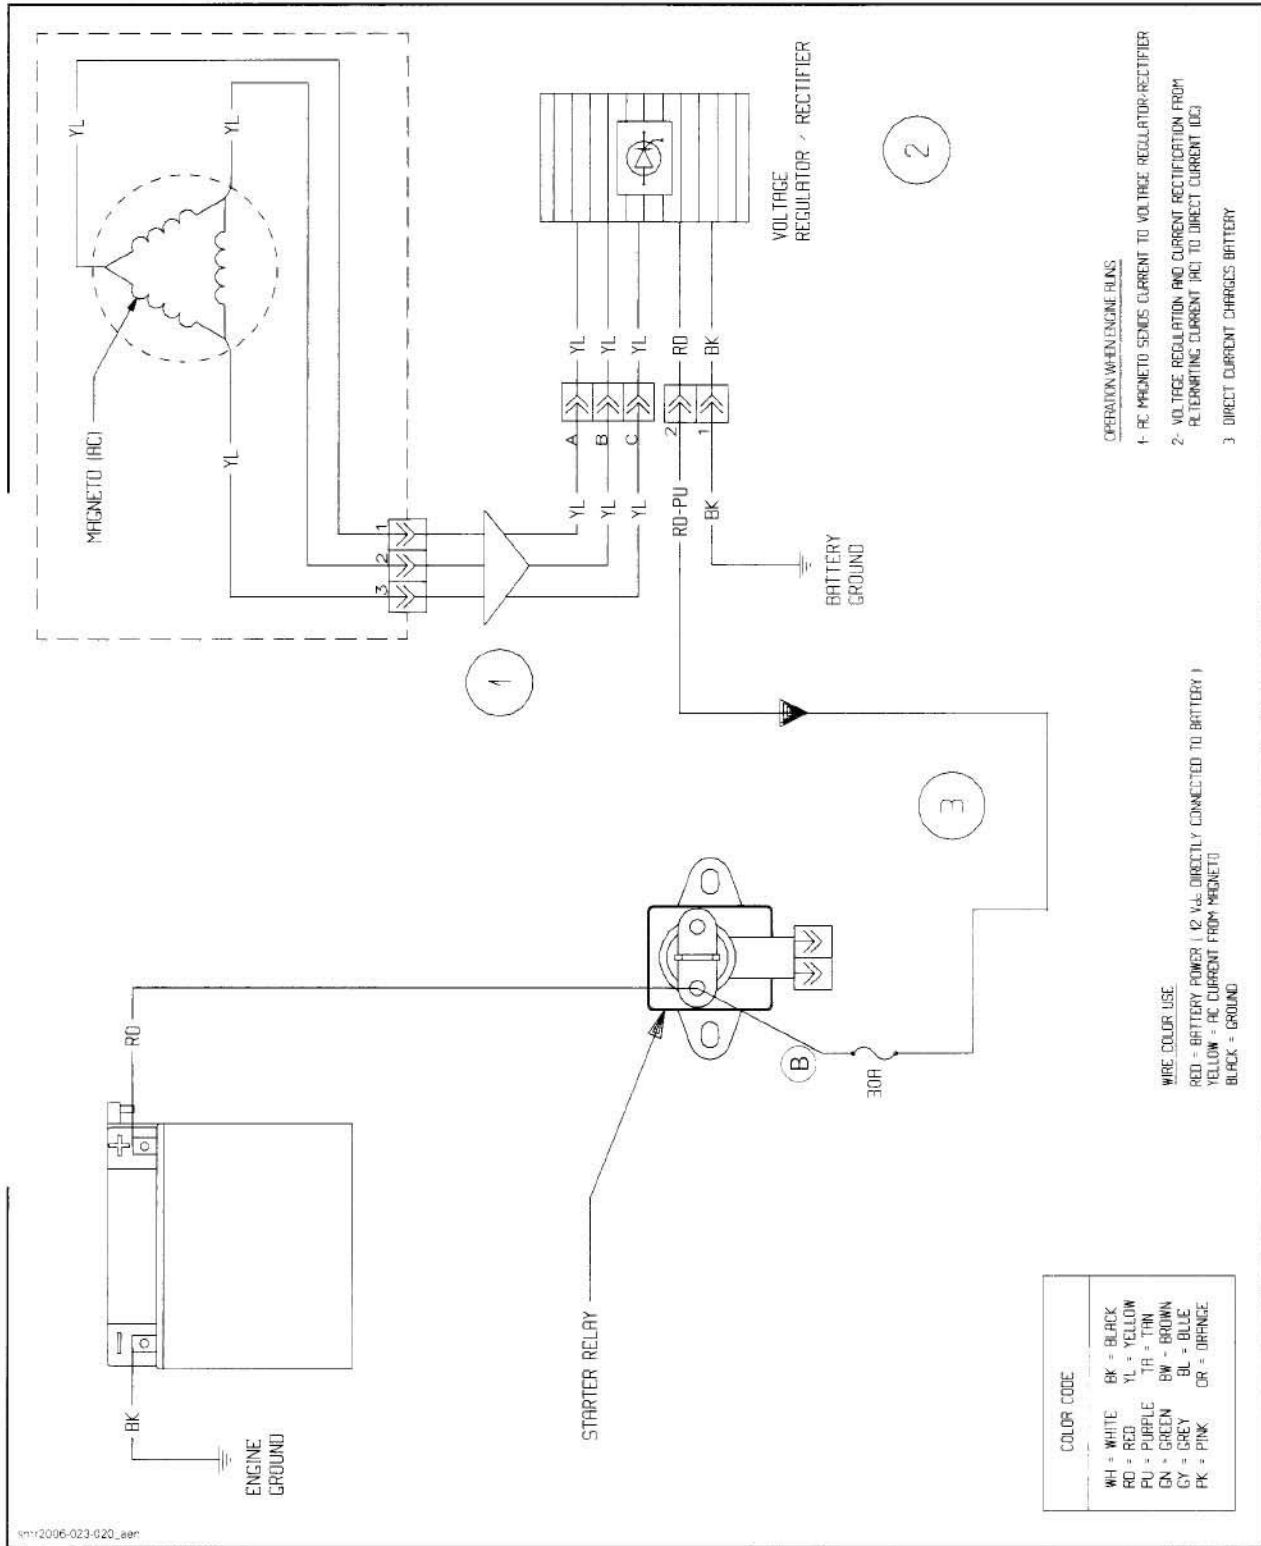 MAGNETO (AC)
YL
YL
YL
1
2
3
1
YL
YL
YL
A
B
C
YL
YL
YL
RD-PU
BK
2
1
RD
BK
VOLTAGE
REGULATOR / RECTIFIER
2
BATTERY
GROUND
3
RD
BK
+
-
ENGINE
GROUND
STARTER RELAY
B
30A
OPERATION WHEN ENGINE RUNS
1- AC MAGNETO SENDS CURRENT TO VOLTAGE REGULATOR-RECTIFIER
2- VOLTAGE REGULATION AND CURRENT RECTIFICATION FROM
ALTERNATING CURRENT (AC) TO DIRECT CURRENT (DC)
3 DIRECT CURRENT CHARGES BATTERY
WIRE COLOR USE
RED = BATTERY POWER ( 12 Vdc DIRECTLY CONNECTED TO BATTERY )
YELLOW = AC CURRENT FROM MAGNETO
BLACK = GROUND
COLOR CODE
WH = WHITE BK = BLACK
RD = RED YL = YELLOW
PU = PURPLE TA = TAN
GN = GREEN BW - BROWN
GY = GREY BL = BLUE
PK = PINK OR = ORANGE
smr2006-023-020_aen